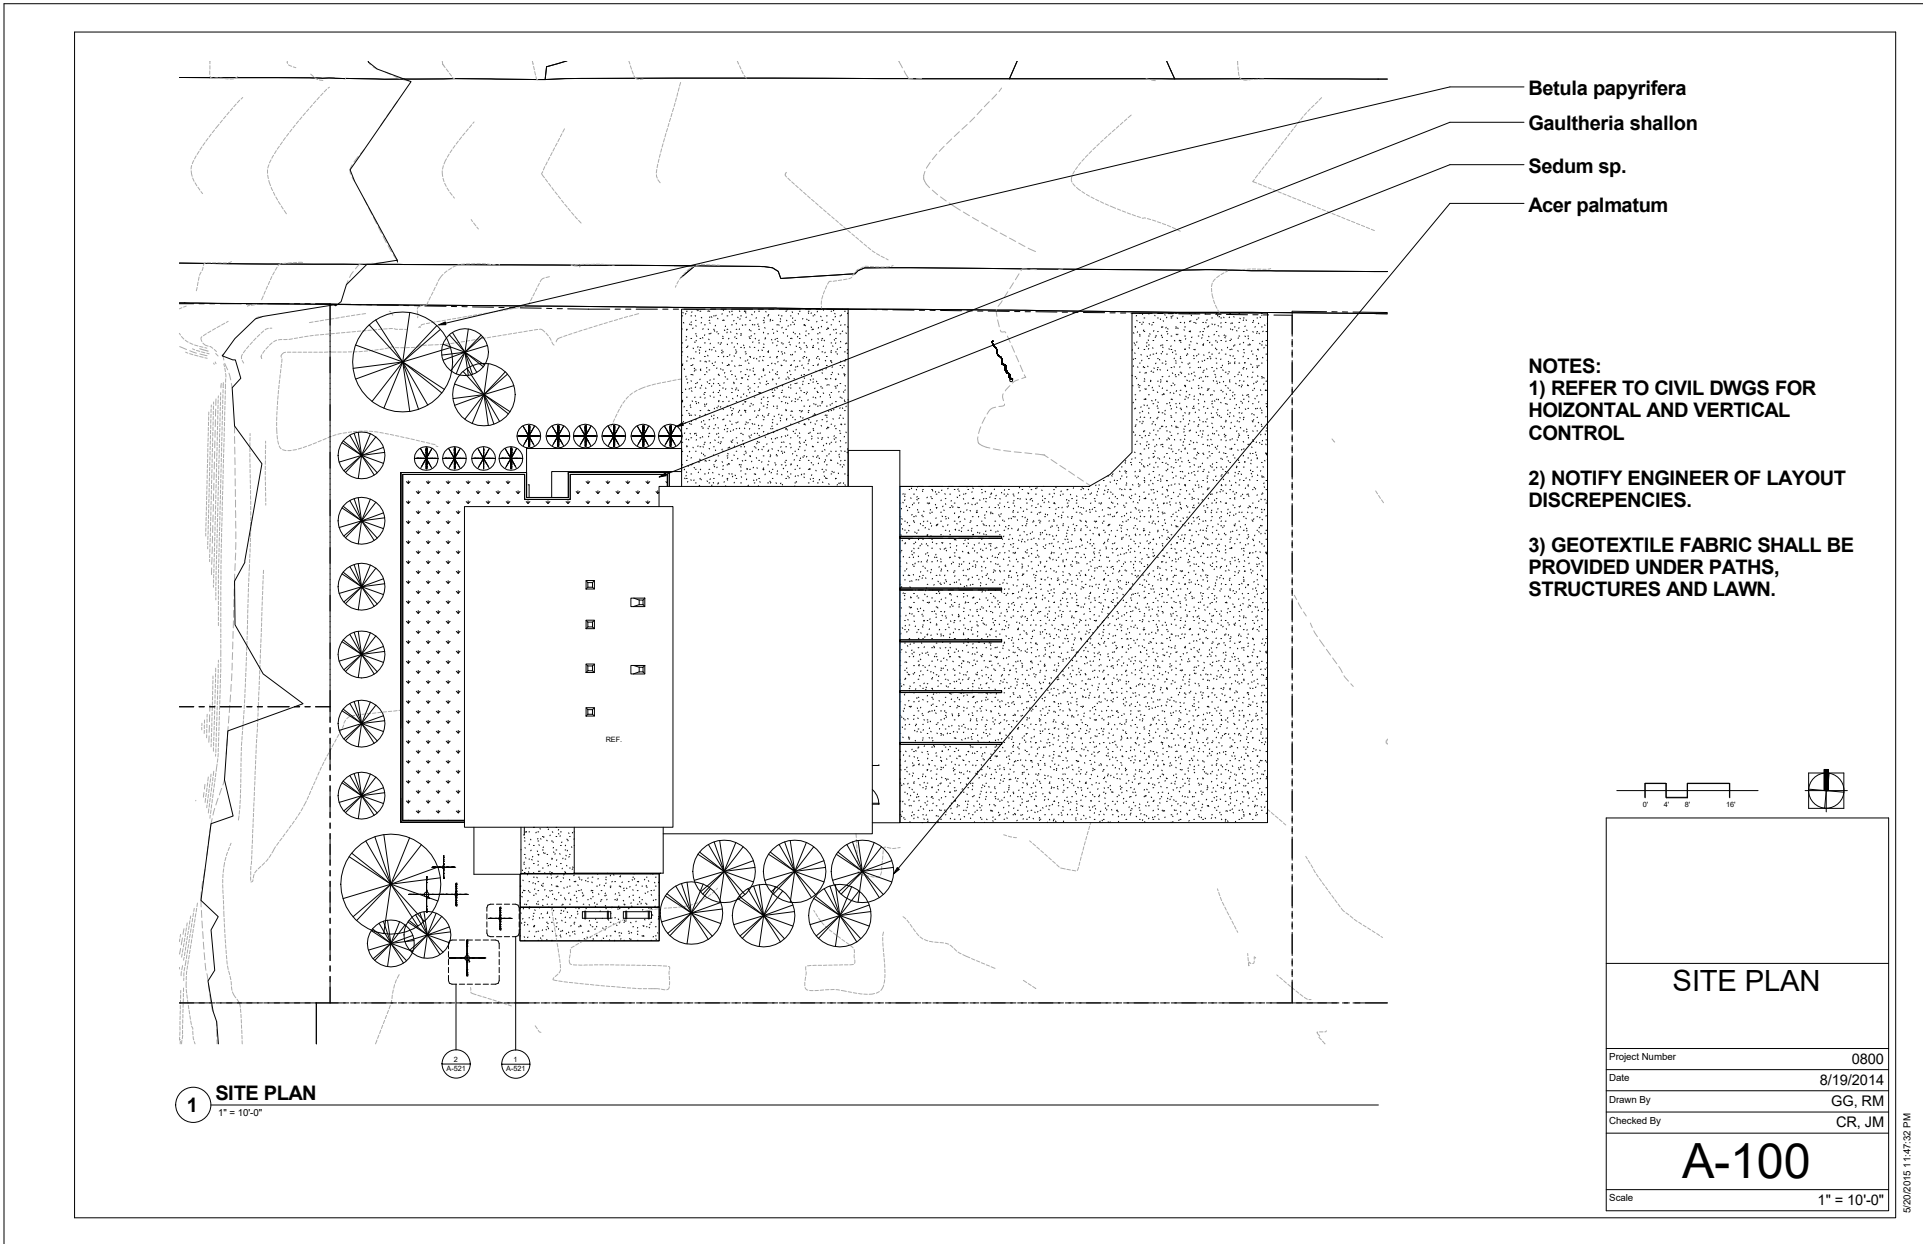 Betula papyrifera
Gaultheria shallon
Sedum sp.
Acer palmatum
NOTES:
1) REFER TO CIVIL DWGS FOR
HOIZONTAL AND VERTICAL
CONTROL
2) NOTIFY ENGINEER OF LAYOUT
DISCREPENCIES.
3) GEOTEXTILE FABRIC SHALL BE
PROVIDED UNDER PATHS,
STRUCTURES AND LAWN.
REF.
0' 4' 8' 16'
2
A-521
1
A-521
1 SITE PLAN
1" = 10'-0"
SITE PLAN
Project Number 0800
Date 8/19/2014
Drawn By GG, RM
Checked By CR, JM
A-100
Scale 1" = 10'-0"
5/20/2015 11:47:32 PM